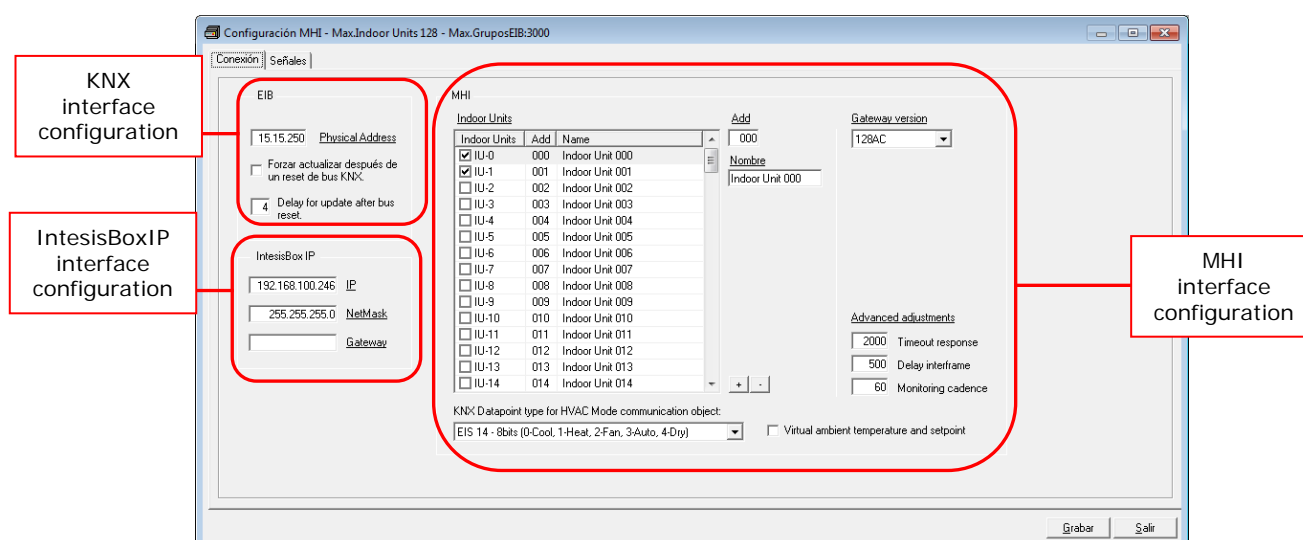 Configuración MHI - Max.Indoor Units 128 - Max.GruposEIB:3000
Conexión
Señales
KNX
interface
configuration
EIB
15.15.250 Physical Address
Forzar actualizar después de
un reset de bus KNX.
4 Delay for update after bus
reset.
IntesisBoxIP
interface
configuration
IntesisBox IP
192.168.100.246 IP
255.255.255.0 NetMask
Gateway
MHI
Indoor Units
Indoor Units Add Name
IU-0 000 Indoor Unit 000
IU-1 001 Indoor Unit 001
IU-2 002 Indoor Unit 002
IU-3 003 Indoor Unit 003
IU-4 004 Indoor Unit 004
IU-5 005 Indoor Unit 005
IU-6 006 Indoor Unit 006
IU-7 007 Indoor Unit 007
IU-8 008 Indoor Unit 008
IU-9 009 Indoor Unit 009
IU-10 010 Indoor Unit 010
IU-11 011 Indoor Unit 011
IU-12 012 Indoor Unit 012
IU-13 013 Indoor Unit 013
IU-14 014 Indoor Unit 014
Add
000
Nombre
Indoor Unit 000
+ -
Gateway version
128AC
Advanced adjustments
2000 Timeout response
500 Delay interframe
60 Monitoring cadence
KNX Datapoint type for HVAC Mode communication object:
EIS 14 - 8bits (0-Cool, 1-Heat, 2-Fan, 3-Auto, 4-Dry)
Virtual ambient temperature and setpoint
MHI
interface
configuration
Grabar
Salir